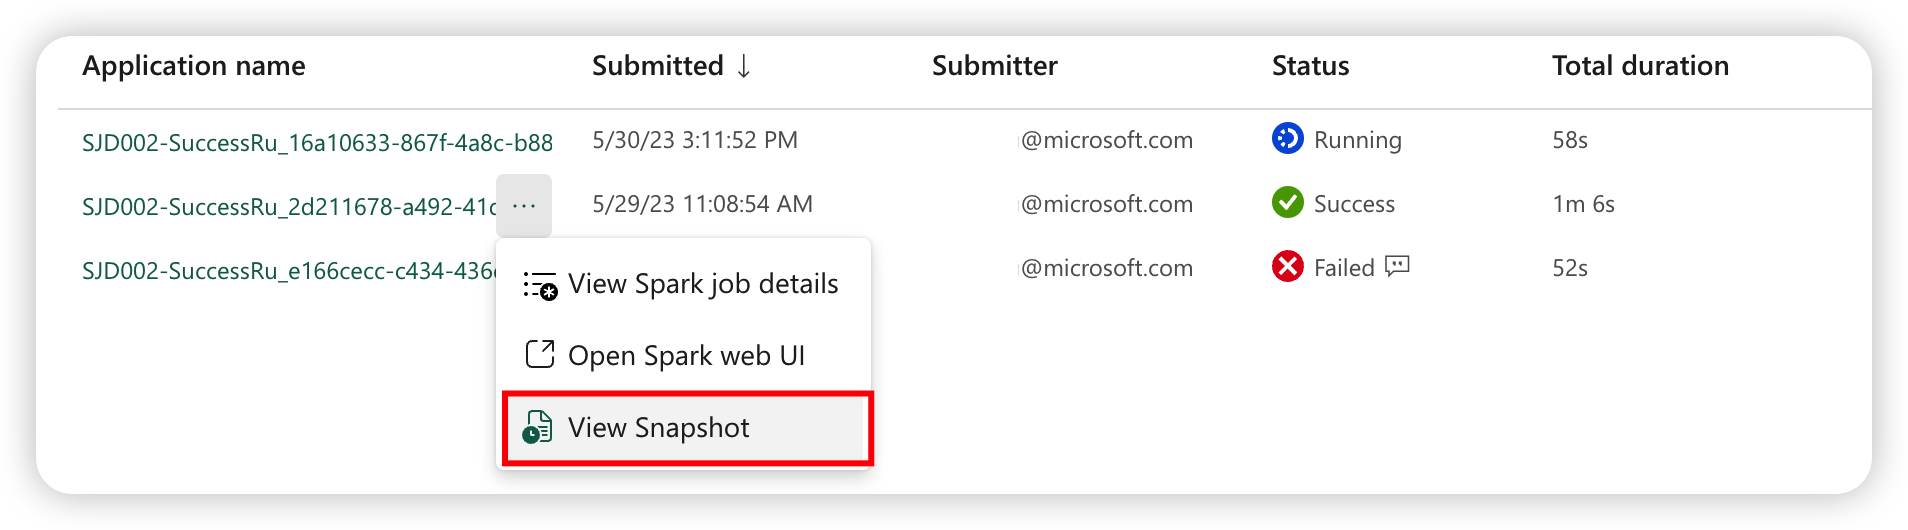 Application name Submitted ↓ Submitter Status Total duration
SJD002-SuccessRu_16a10633-867f-4a8c-b88 5/30/23 3:11:52 PM @microsoft.com Running 58s
SJD002-SuccessRu_2d211678-a492-41 ... 5/29/23 11:08:54 AM @microsoft.com Success 1m 6s
SJD002-SuccessRu_e166cecc-c434-436 @microsoft.com Failed 52s
View Spark job details
Open Spark web UI
View Snapshot